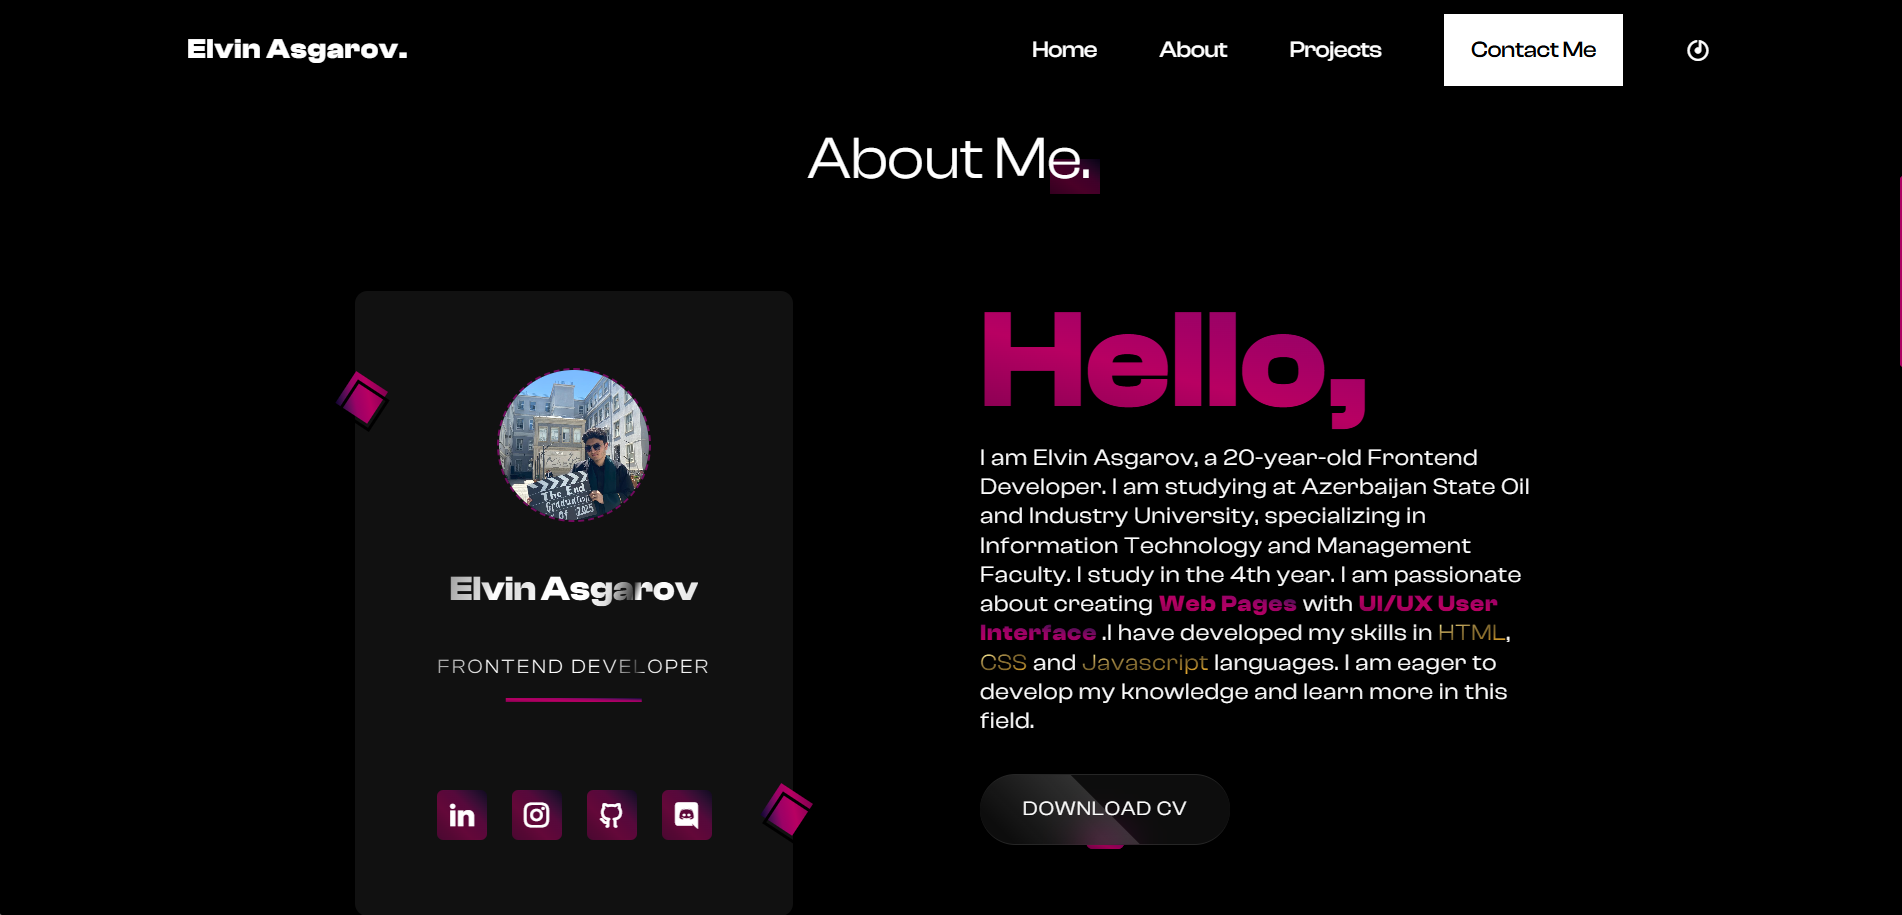 Elvin Asgarov.
Home
About
Projects
Contact Me
About Me.
The End
Graduation
Of 2025
Elvin Asgarov
FRONTEND DEVELOPER
in
Hello,
I am Elvin Asgarov, a 20-year-old Frontend
Developer. I am studying at Azerbaijan State Oil
and Industry University, specializing in
Information Technology and Management
Faculty. I study in the 4th year. I am passionate
about creating Web Pages with UI/UX User
Interface .I have developed my skills in HTML,
CSS and Javascript languages. I am eager to
develop my knowledge and learn more in this
field.
DOWNLOAD CV